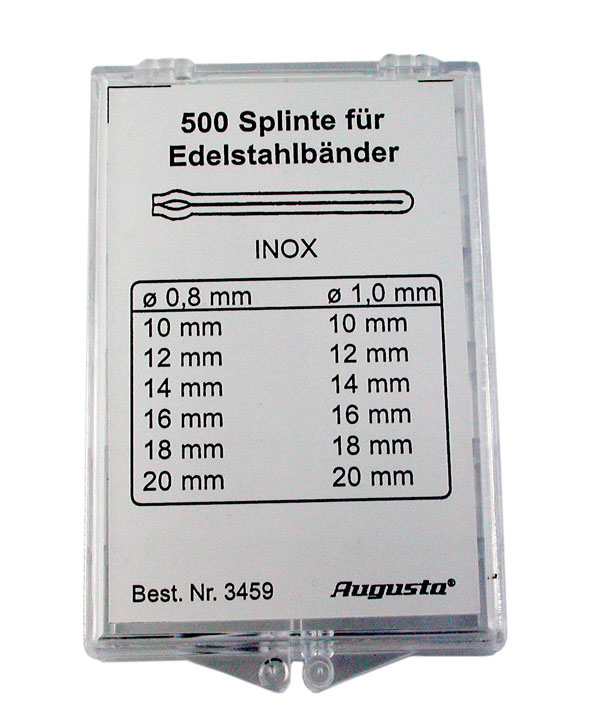 500 Splinte für
Edelstahlbänder
INOX
ø 0,8 mm ø 1,0 mm
10 mm 10 mm
12 mm 12 mm
14 mm 14 mm
16 mm 16 mm
18 mm 18 mm
20 mm 20 mm
Best. Nr. 3459 Augusta®